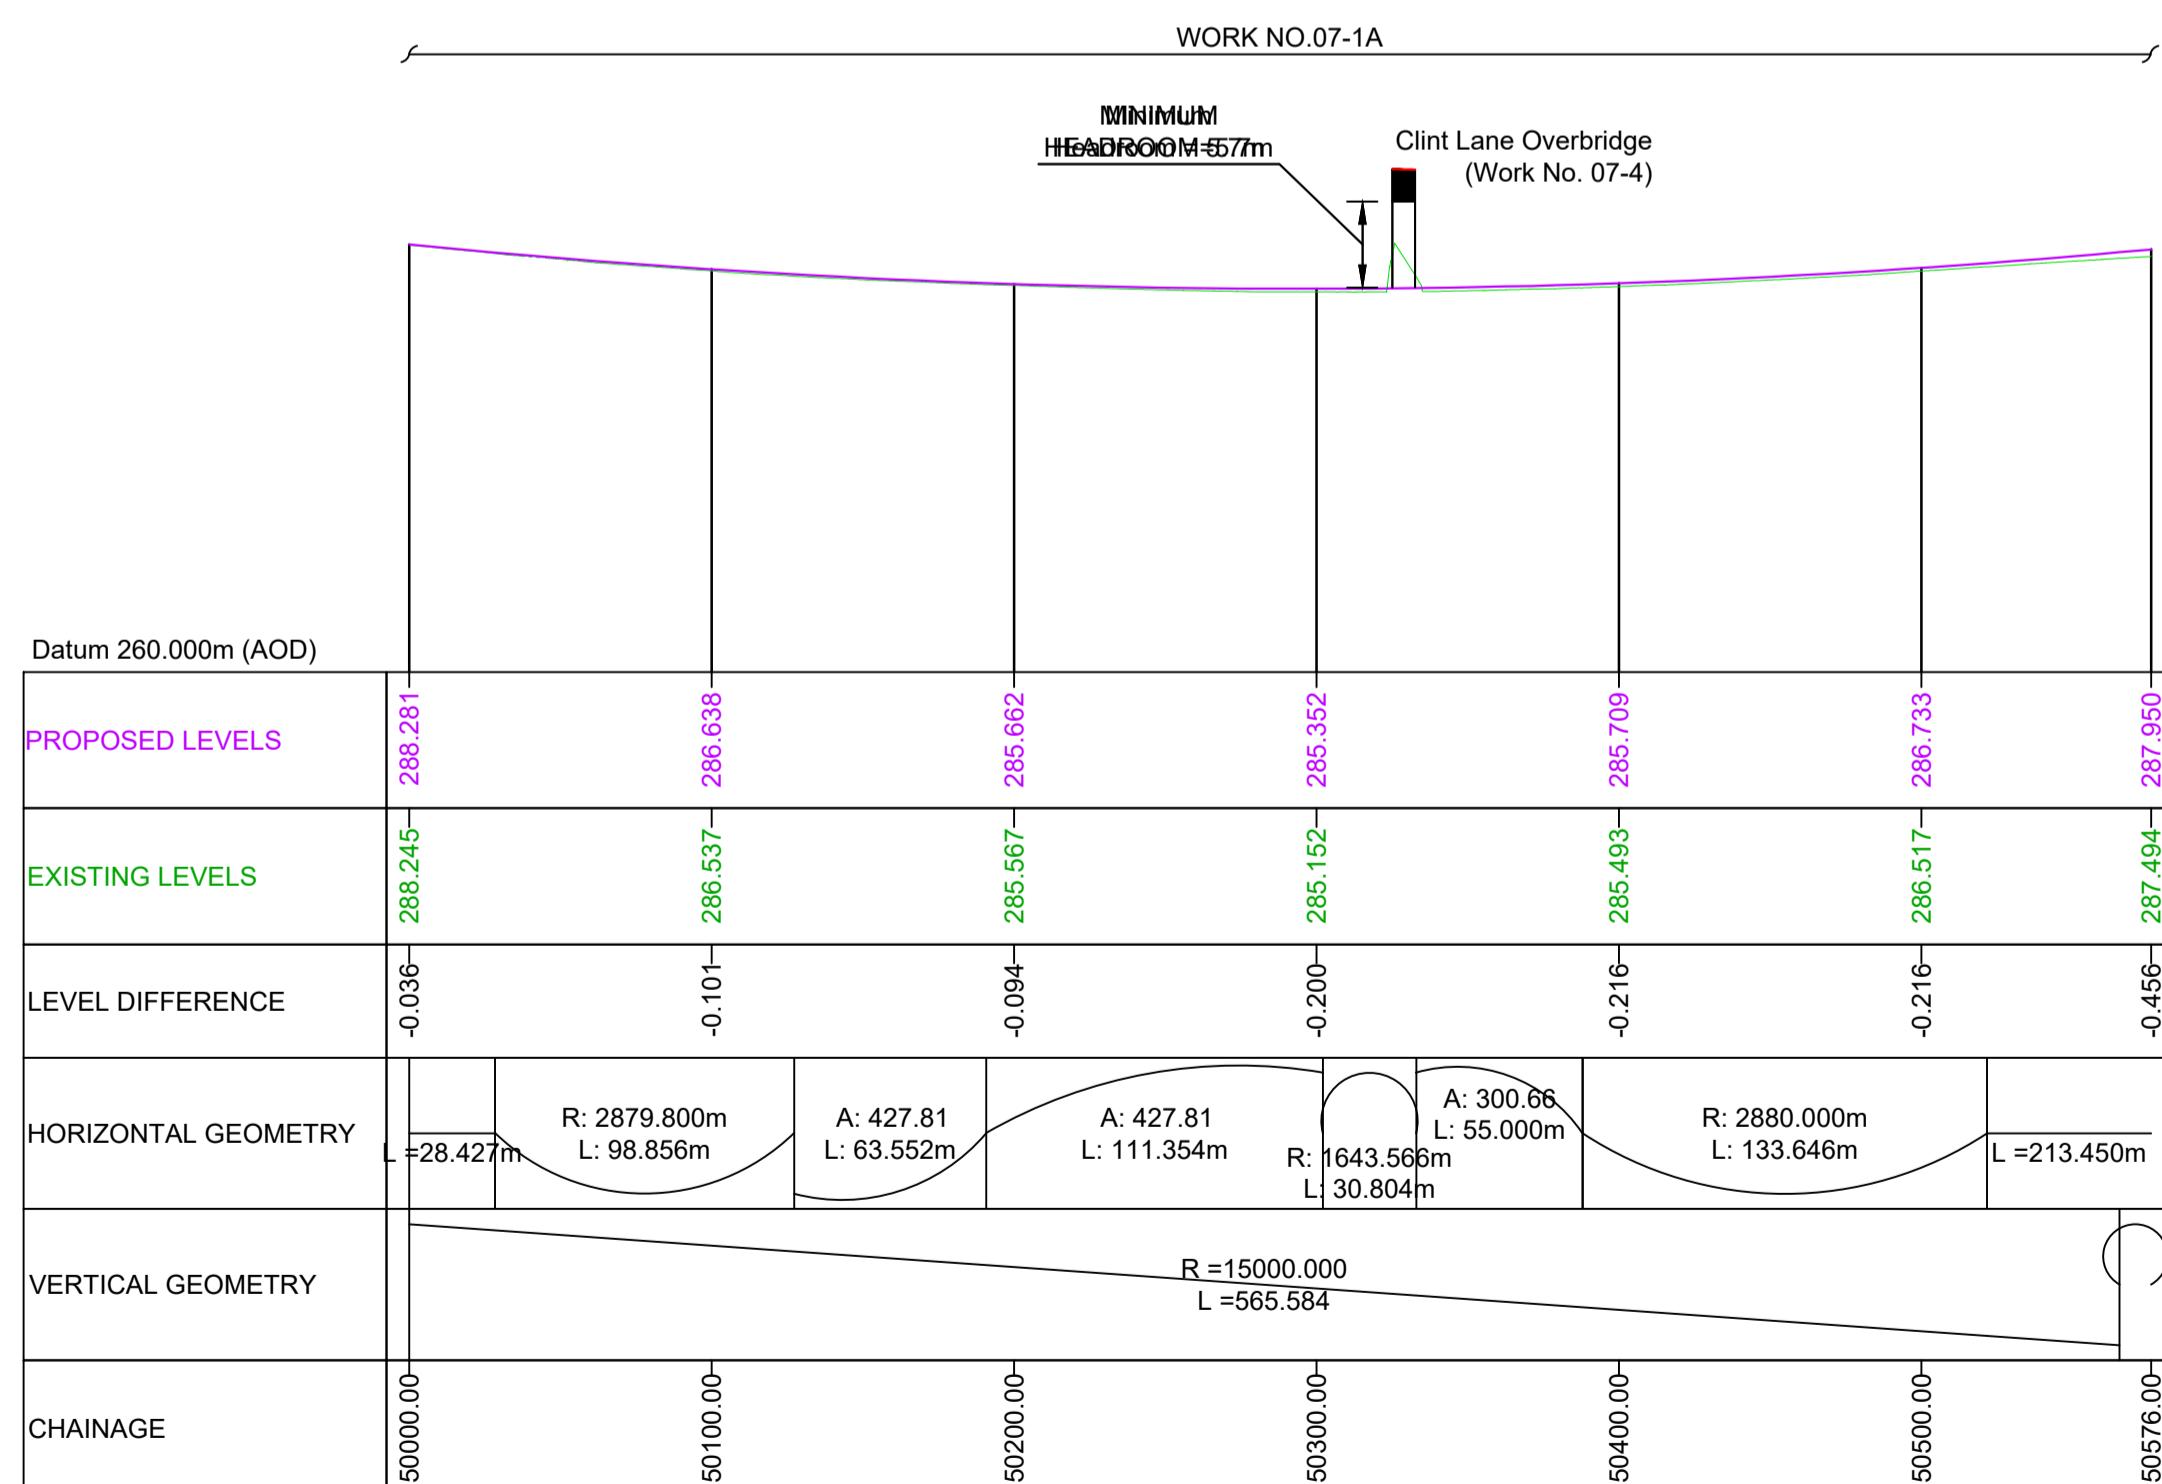 WORK NO.07-1A
MINIMUM
Minimum
HEADROOM = 5.7m
Headroom = 5.7m
Clint Lane Overbridge
(Work No. 07-4)
Datum 260.000m (AOD)
PROPOSED LEVELS
288.281
286.638
285.662
285.352
285.709
286.733
287.950
EXISTING LEVELS
288.245
286.537
285.567
285.152
285.493
286.517
287.494
LEVEL DIFFERENCE
-0.036
-0.101
-0.094
-0.200
-0.216
-0.216
-0.456
HORIZONTAL GEOMETRY
L =28.427m
R: 2879.800m
L: 98.856m
A: 427.81
L: 63.552m
A: 427.81
L: 111.354m
R: 1643.566m
L: 30.804m
A: 300.66
L: 55.000m
R: 2880.000m
L: 133.646m
L =213.450m
VERTICAL GEOMETRY
R =15000.000
L =565.584
CHAINAGE
50000.00
50100.00
50200.00
50300.00
50400.00
50500.00
50576.00